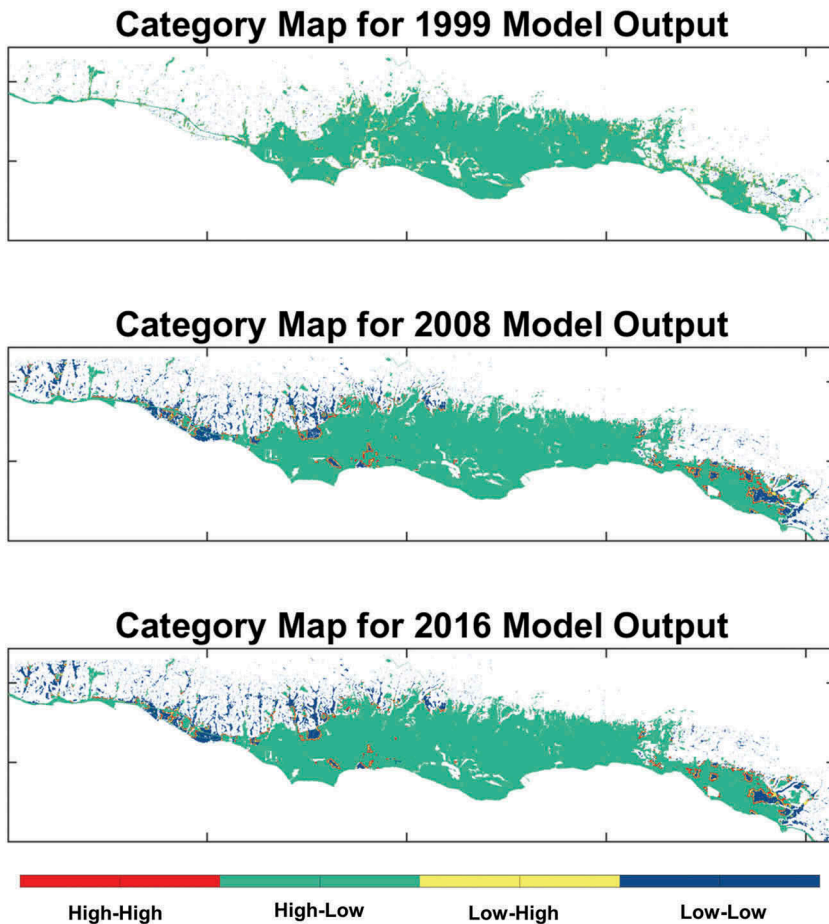 Category Map for 1999 Model Output
Category Map for 2008 Model Output
Category Map for 2016 Model Output
High-High High-Low Low-High Low-Low